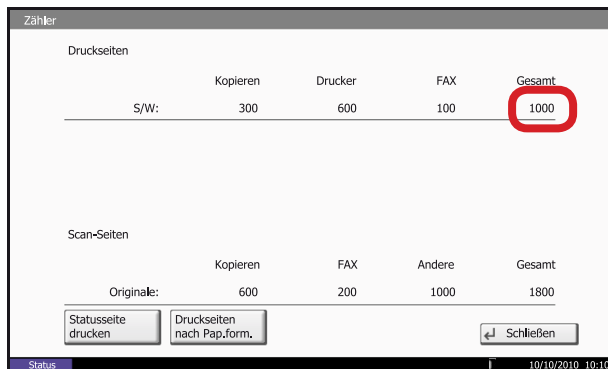 Zähler
Druckseiten
Kopieren Drucker FAX Gesamt
S/W: 300 600 100 1000
Scan-Seiten
Kopieren FAX Andere Gesamt
Originale: 600 200 1000 1800
Statusseite drucken
Druckseiten nach Pap.form.
Schließen
Status 10/10/2010 10:10